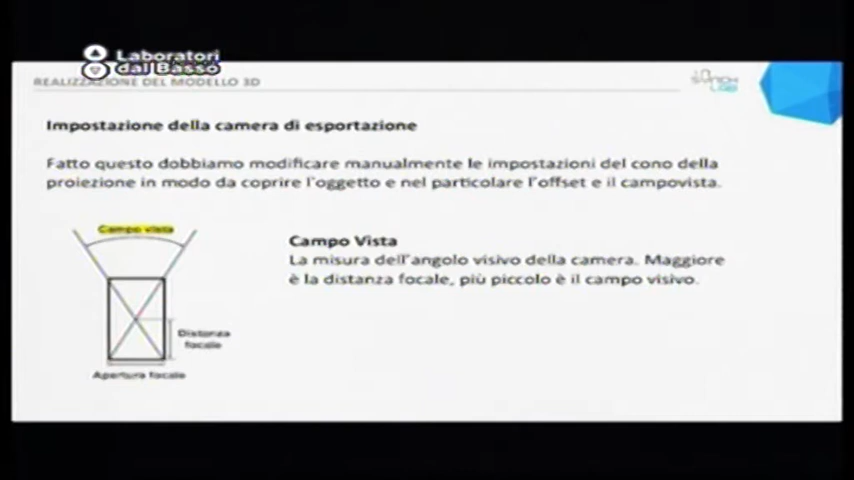 Laboratori
dal Basso
REALIZZAZIONE DEL MODELLO 3D
Impostazione della camera di esportazione
Fatto questo dobbiamo modificare manualmente le impostazioni del cono della
proiezione in modo da coprire l'oggetto e nel particolare l'offset e il campovista.
Campo vista
Campo Vista
La misura dell'angolo visivo della camera. Maggiore
è la distanza focale, più piccolo è il campo visivo.
Distanza
focale
Apertura focale